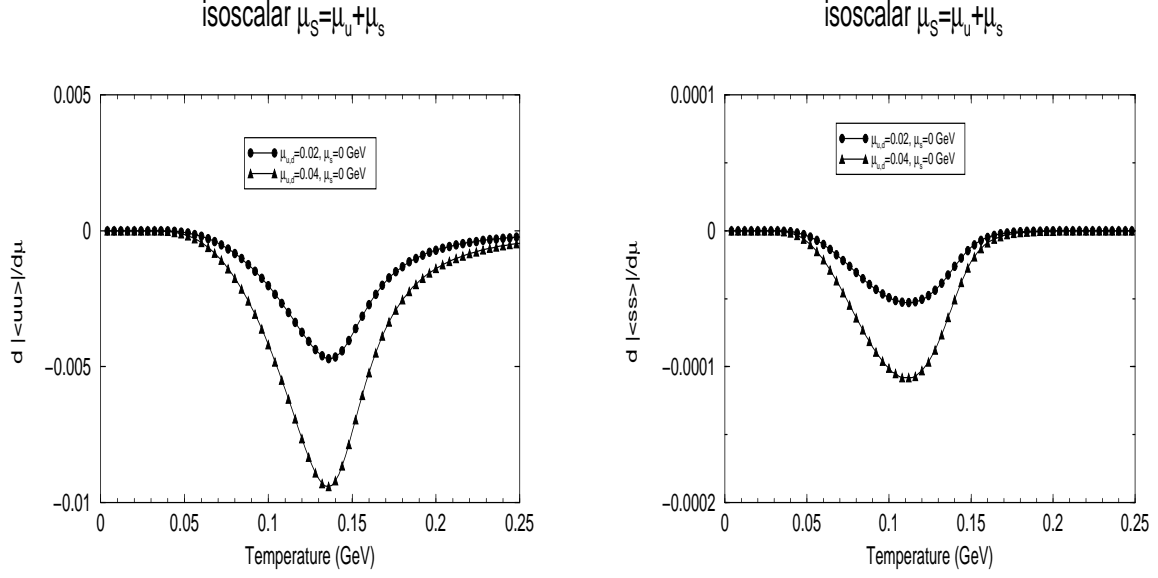 isoscalar μS=μu+μs
0.005
0
−0.005
−0.01
d |<nn>|/dμ
μu,d=0.02, μs=0 GeV
μu,d=0.04, μs=0 GeV
0 0.05 0.1 0.15 0.2 0.25
Temperature (GeV)
isoscalar μS=μu+μs
0.0001
0
−0.0001
−0.0002
d |<ss>|/dμ
μu,d=0.02, μs=0 GeV
μu,d=0.04, μs=0 GeV
0 0.05 0.1 0.15 0.2 0.25
Temperature (GeV)